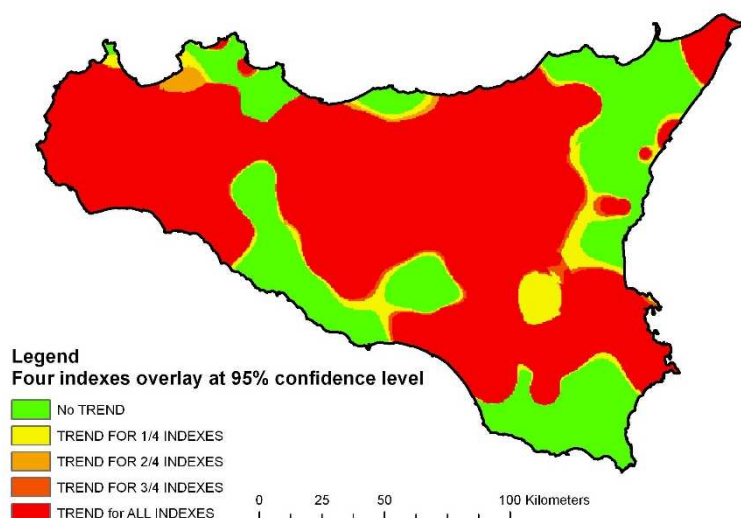 Legend
Four indexes overlay at 95% confidence level
No TREND
TREND FOR 1/4 INDEXES
TREND FOR 2/4 INDEXES
TREND FOR 3/4 INDEXES
TREND for ALL INDEXES
0 25 50 100 Kilometers